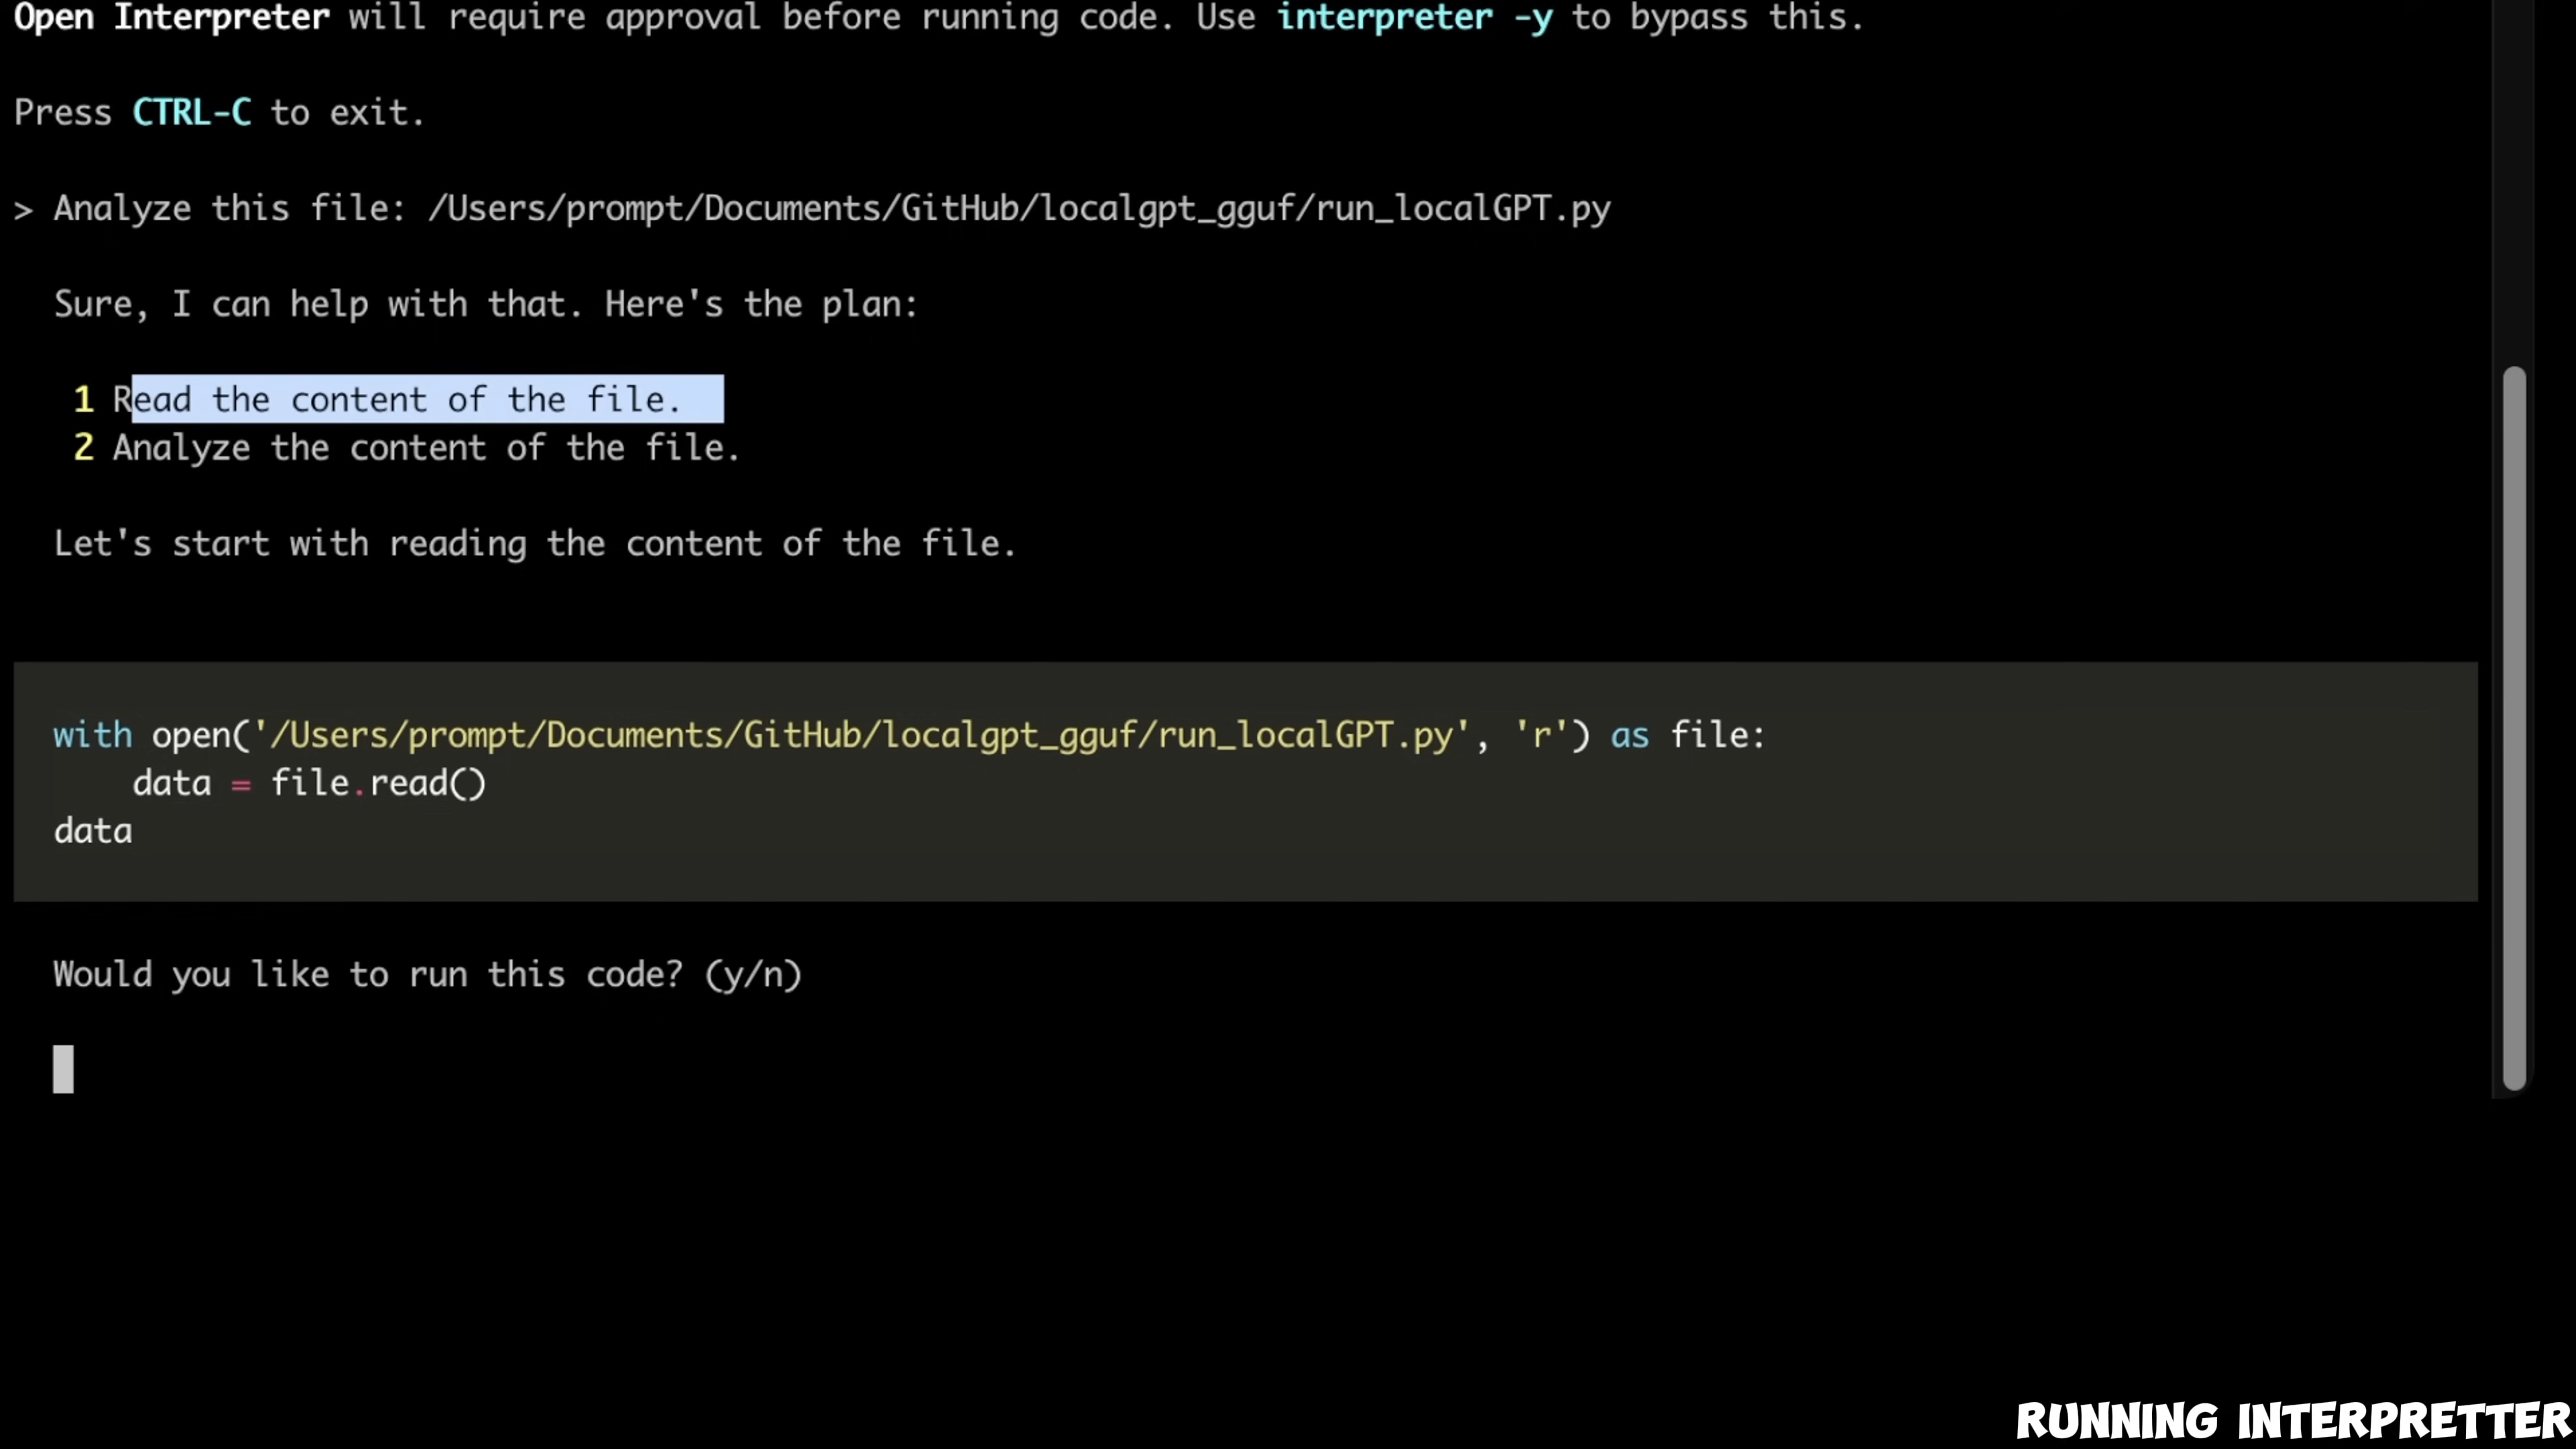 Open Interpreter will require approval before running code. Use interpreter -y to bypass this.
Press CTRL-C to exit.
> Analyze this file: /Users/prompt/Documents/GitHub/localgpt_gguf/run_localGPT.py
Sure, I can help with that. Here's the plan:
1 Read the content of the file.
2 Analyze the content of the file.
Let's start with reading the content of the file.
with open('/Users/prompt/Documents/GitHub/localgpt_gguf/run_localGPT.py', 'r') as file:
    data = file.read()
data
Would you like to run this code? (y/n)
RUNNING INTERPRETTER